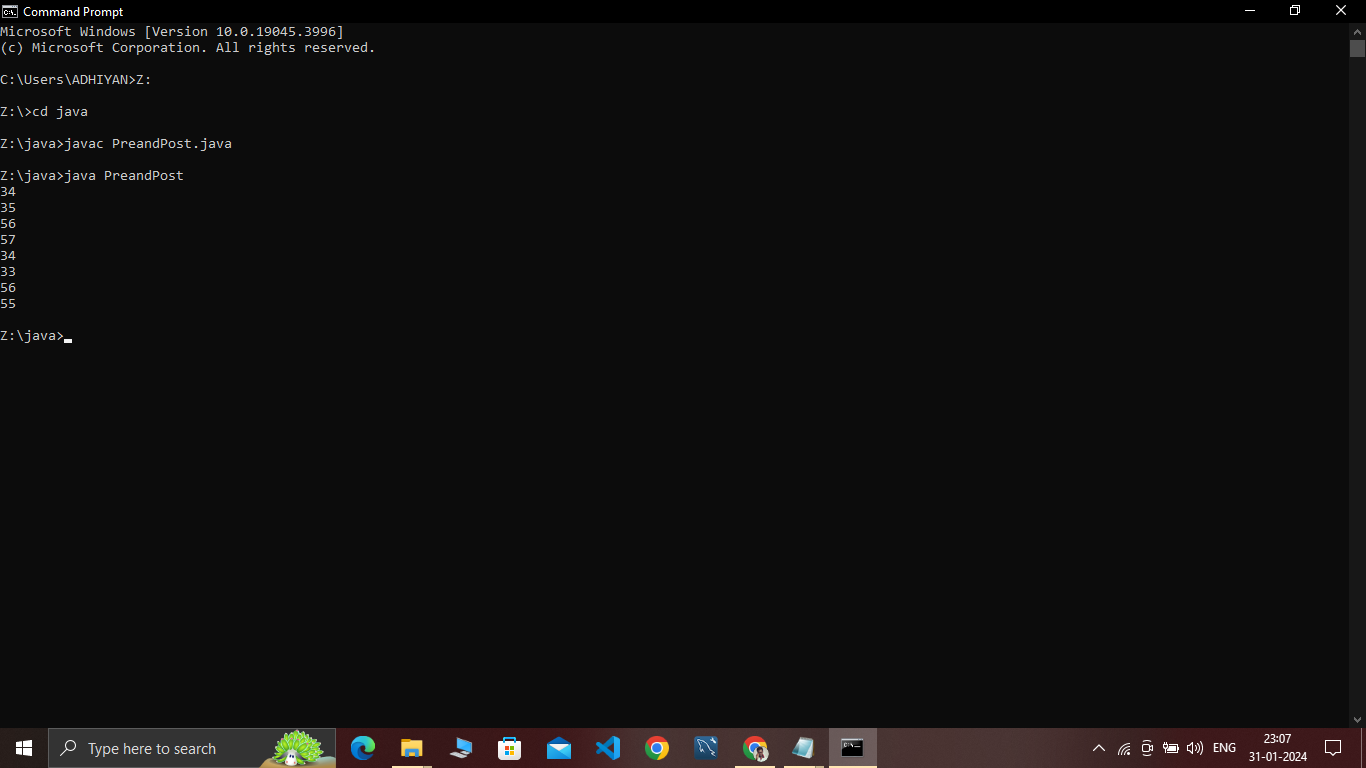 Command Prompt
Microsoft Windows [Version 10.0.19045.3996]
(c) Microsoft Corporation. All rights reserved.
C:\Users\ADHIYAN>Z:
Z:\>cd java
Z:\java>javac PreandPost.java
Z:\java>java PreandPost
34
35
56
57
34
33
56
55
Z:\java>
Type here to search
ENG
23:07
31-01-2024